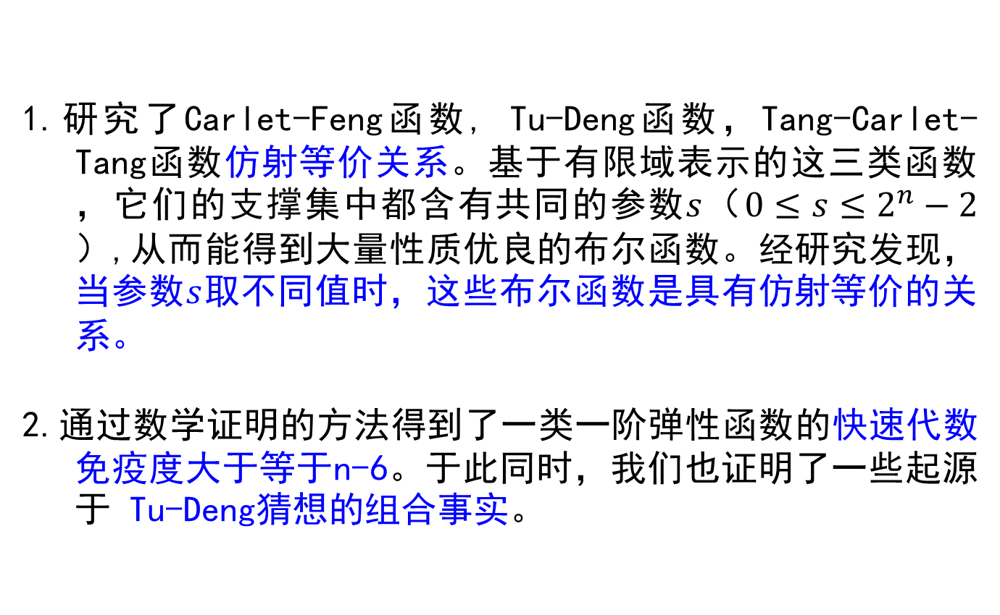 1. 研究了Carlet-Feng函数, Tu-Deng函数，Tang-Carlet-
Tang函数仿射等价关系。基于有限域表示的这三类函数
，它们的支撑集中都含有共同的参数s（0 ≤ s ≤ 2ⁿ − 2
）,从而能得到大量性质优良的布尔函数。经研究发现，
当参数s取不同值时，这些布尔函数是具有仿射等价的关
系。
2. 通过数学证明的方法得到了一类一阶弹性函数的快速代数
免疫度大于等于n-6。于此同时，我们也证明了一些起源
于 Tu-Deng猜想的组合事实。